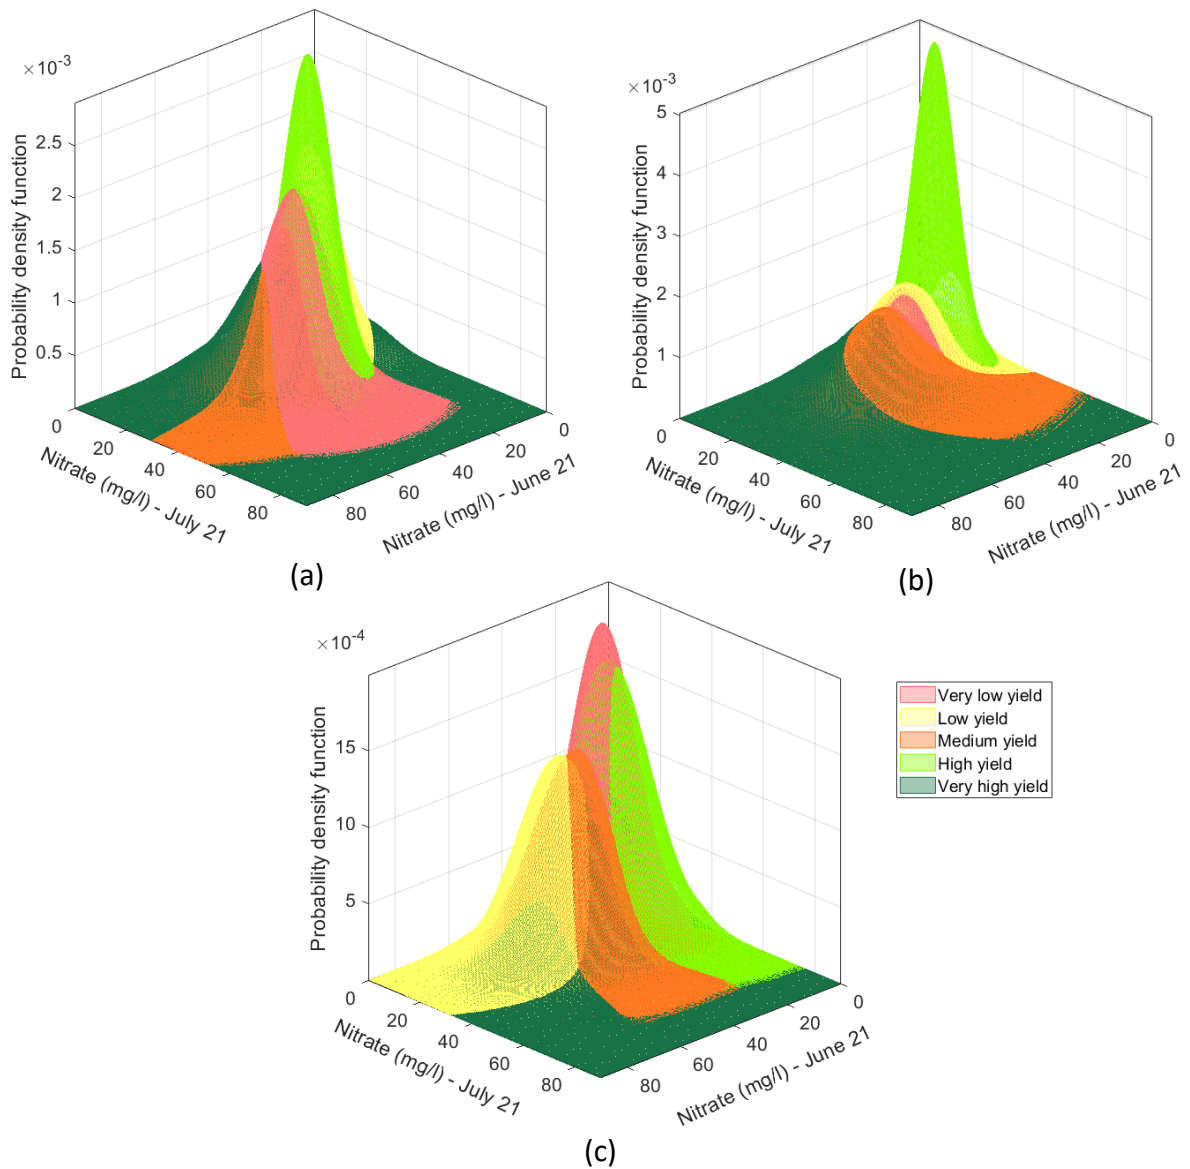 ×10⁻³
Probability density function
2.5
2
1.5
1
0.5
0
20
40
60
80
Nitrate (mg/l) - July 21
80
60
40
20
0
Nitrate (mg/l) - June 21
(a)
×10⁻³
Probability density function
5
4
3
2
1
0
20
40
60
80
Nitrate (mg/l) - July 21
80
60
40
20
0
Nitrate (mg/l) - June 21
(b)
×10⁻⁴
Probability density function
15
10
5
0
20
40
60
80
Nitrate (mg/l) - July 21
80
60
40
20
0
Nitrate (mg/l) - June 21
(c)
Very low yield
Low yield
Medium yield
High yield
Very high yield